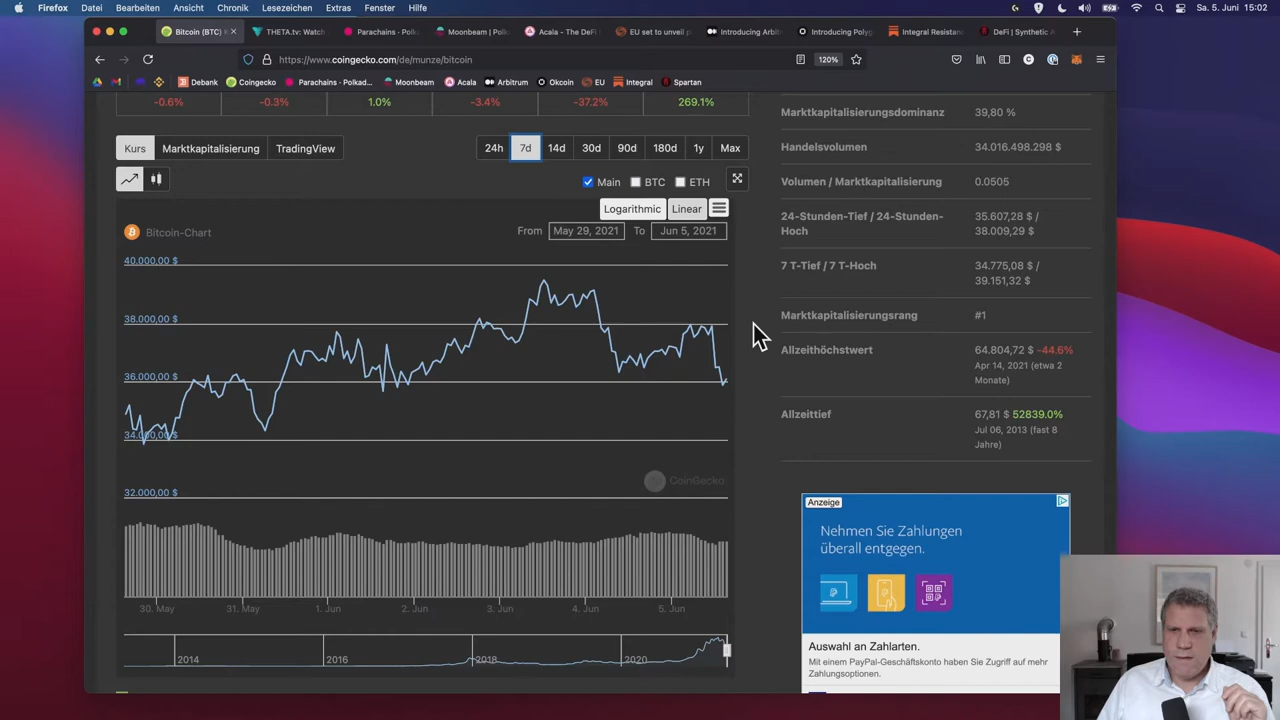 Firefox Datei Bearbeiten Ansicht Chronik Lesezeichen Extras Fenster Hilfe
Sa. 5. Juni 15:02
Bitcoin (BTC) K
THETA.tv: Watch
Parachains · Polk
Moonbeam | Polk
Acala - The DeFi
EU set to unveil p
Introducing Arbit
Introducing Polyg
Integral Resistanc
DeFi | Synthetic A
https://www.coingecko.com/de/munze/bitcoin
120%
Debank Coingecko Parachains · Polkad... Moonbeam Acala Arbitrum Okcoin EU Integral Spartan
-0.6% -0.3% 1.0% -3.4% -37.2% 269.1%
Kurs Marktkapitalisierung TradingView
24h 7d 14d 30d 90d 180d 1y Max
Main BTC ETH
Logarithmic Linear
Bitcoin-Chart
From May 29, 2021 To Jun 5, 2021
40.000,00 $
38.000,00 $
36.000,00 $
34.000,00 $
32.000,00 $
CoinGecko
30. May 31. May 1. Jun 2. Jun 3. Jun 4. Jun 5. Jun
2014 2016 2018 2020
Marktkapitalisierungsdominanz 39,80 %
Handelsvolumen 34.016.498.298 $
Volumen / Marktkapitalisierung 0.0505
24-Stunden-Tief / 24-Stunden-
Hoch
35.607,28 $ /
38.009,29 $
7 T-Tief / 7 T-Hoch
34.775,08 $ /
39.151,32 $
Marktkapitalisierungsrang #1
Allzeithöchstwert 64.804,72 $ -44.6%
Apr 14, 2021 (etwa 2
Monate)
Allzeittief 67,81 $ 52839.0%
Jul 06, 2013 (fast 8
Jahre)
Anzeige
Nehmen Sie Zahlungen
überall entgegen.
Auswahl an Zahlarten.
Mit einem PayPal-Geschäftskonto haben Sie Zugriff auf mehr
Zahlungsoptionen.